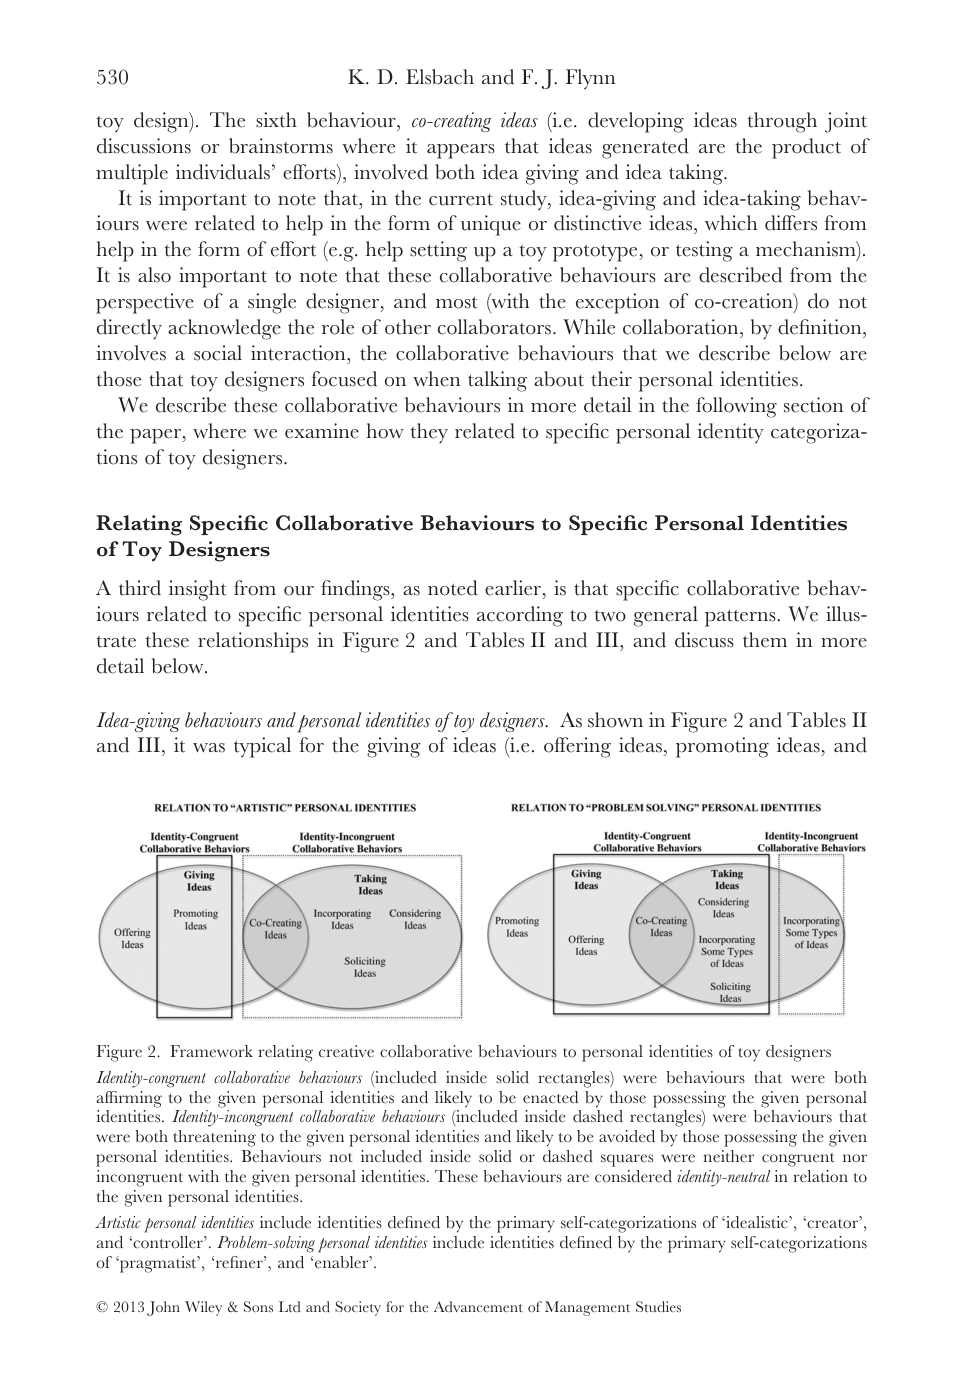 530
K. D. Elsbach and F. J. Flynn
toy design). The sixth behaviour, co-creating ideas (i.e. developing ideas through joint
discussions or brainstorms where it appears that ideas generated are the product of
multiple individuals’ efforts), involved both idea giving and idea taking.
It is important to note that, in the current study, idea-giving and idea-taking behav-
iours were related to help in the form of unique or distinctive ideas, which differs from
help in the form of effort (e.g. help setting up a toy prototype, or testing a mechanism).
It is also important to note that these collaborative behaviours are described from the
perspective of a single designer, and most (with the exception of co-creation) do not
directly acknowledge the role of other collaborators. While collaboration, by definition,
involves a social interaction, the collaborative behaviours that we describe below are
those that toy designers focused on when talking about their personal identities.
We describe these collaborative behaviours in more detail in the following section of
the paper, where we examine how they related to specific personal identity categoriza-
tions of toy designers.
Relating Specific Collaborative Behaviours to Specific Personal Identities
of Toy Designers
A third insight from our findings, as noted earlier, is that specific collaborative behav-
iours related to specific personal identities according to two general patterns. We illus-
trate these relationships in Figure 2 and Tables II and III, and discuss them in more
detail below.
Idea-giving behaviours and personal identities of toy designers. As shown in Figure 2 and Tables II
and III, it was typical for the giving of ideas (i.e. offering ideas, promoting ideas, and
RELATION TO “ARTISTIC” PERSONAL IDENTITIES
Identity-Congruent
Collaborative Behaviors
Identity-Incongruent
Collaborative Behaviors
Giving
Ideas
Promoting
Ideas
Offering
Ideas
Co-Creating
Ideas
Taking
Ideas
Incorporating
Ideas
Considering
Ideas
Soliciting
Ideas
RELATION TO “PROBLEM SOLVING” PERSONAL IDENTITIES
Identity-Congruent
Collaborative Behaviors
Identity-Incongruent
Collaborative Behaviors
Giving
Ideas
Promoting
Ideas
Offering
Ideas
Co-Creating
Ideas
Taking
Ideas
Considering
Ideas
Incorporating
Some Types
of Ideas
Soliciting
Ideas
Incorporating
Some Types
of Ideas
Figure 2. Framework relating creative collaborative behaviours to personal identities of toy designers
Identity-congruent collaborative behaviours (included inside solid rectangles) were behaviours that were both
affirming to the given personal identities and likely to be enacted by those possessing the given personal
identities. Identity-incongruent collaborative behaviours (included inside dashed rectangles) were behaviours that
were both threatening to the given personal identities and likely to be avoided by those possessing the given
personal identities. Behaviours not included inside solid or dashed squares were neither congruent nor
incongruent with the given personal identities. These behaviours are considered identity-neutral in relation to
the given personal identities.
Artistic personal identities include identities defined by the primary self-categorizations of ‘idealistic’, ‘creator’,
and ‘controller’. Problem-solving personal identities include identities defined by the primary self-categorizations
of ‘pragmatist’, ‘refiner’, and ‘enabler’.
© 2013 John Wiley & Sons Ltd and Society for the Advancement of Management Studies